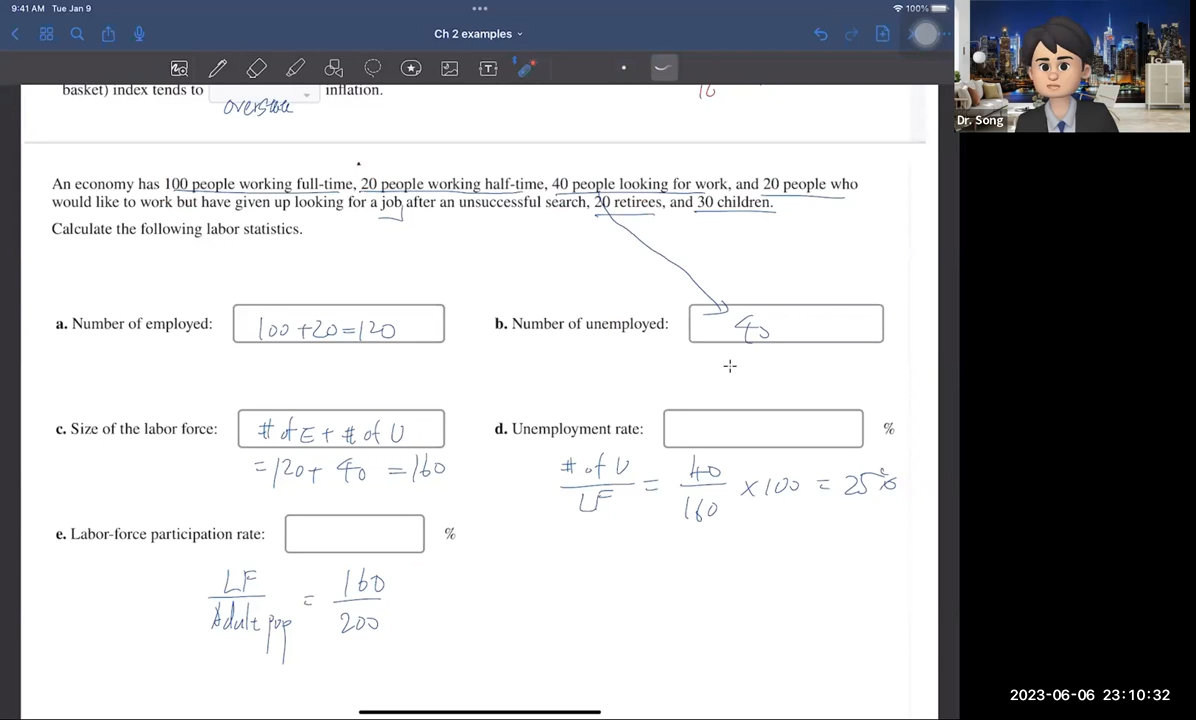 9:41 AM Tue Jan 9
100%
Ch 2 examples
basket) index tends to overstate inflation.
16
An economy has 100 people working full-time, 20 people working half-time, 40 people looking for work, and 20 people who
would like to work but have given up looking for a job after an unsuccessful search, 20 retirees, and 30 children.
Calculate the following labor statistics.
a. Number of employed: 100 + 20 = 120
b. Number of unemployed: 40
c. Size of the labor force: # of E + # of U
= 120 + 40 = 160
d. Unemployment rate: %
# of U / LF = 40 / 160 × 100 = 25%
e. Labor-force participation rate: %
LF / Adult pop = 160 / 200
Dr. Song
2023-06-06 23:10:32